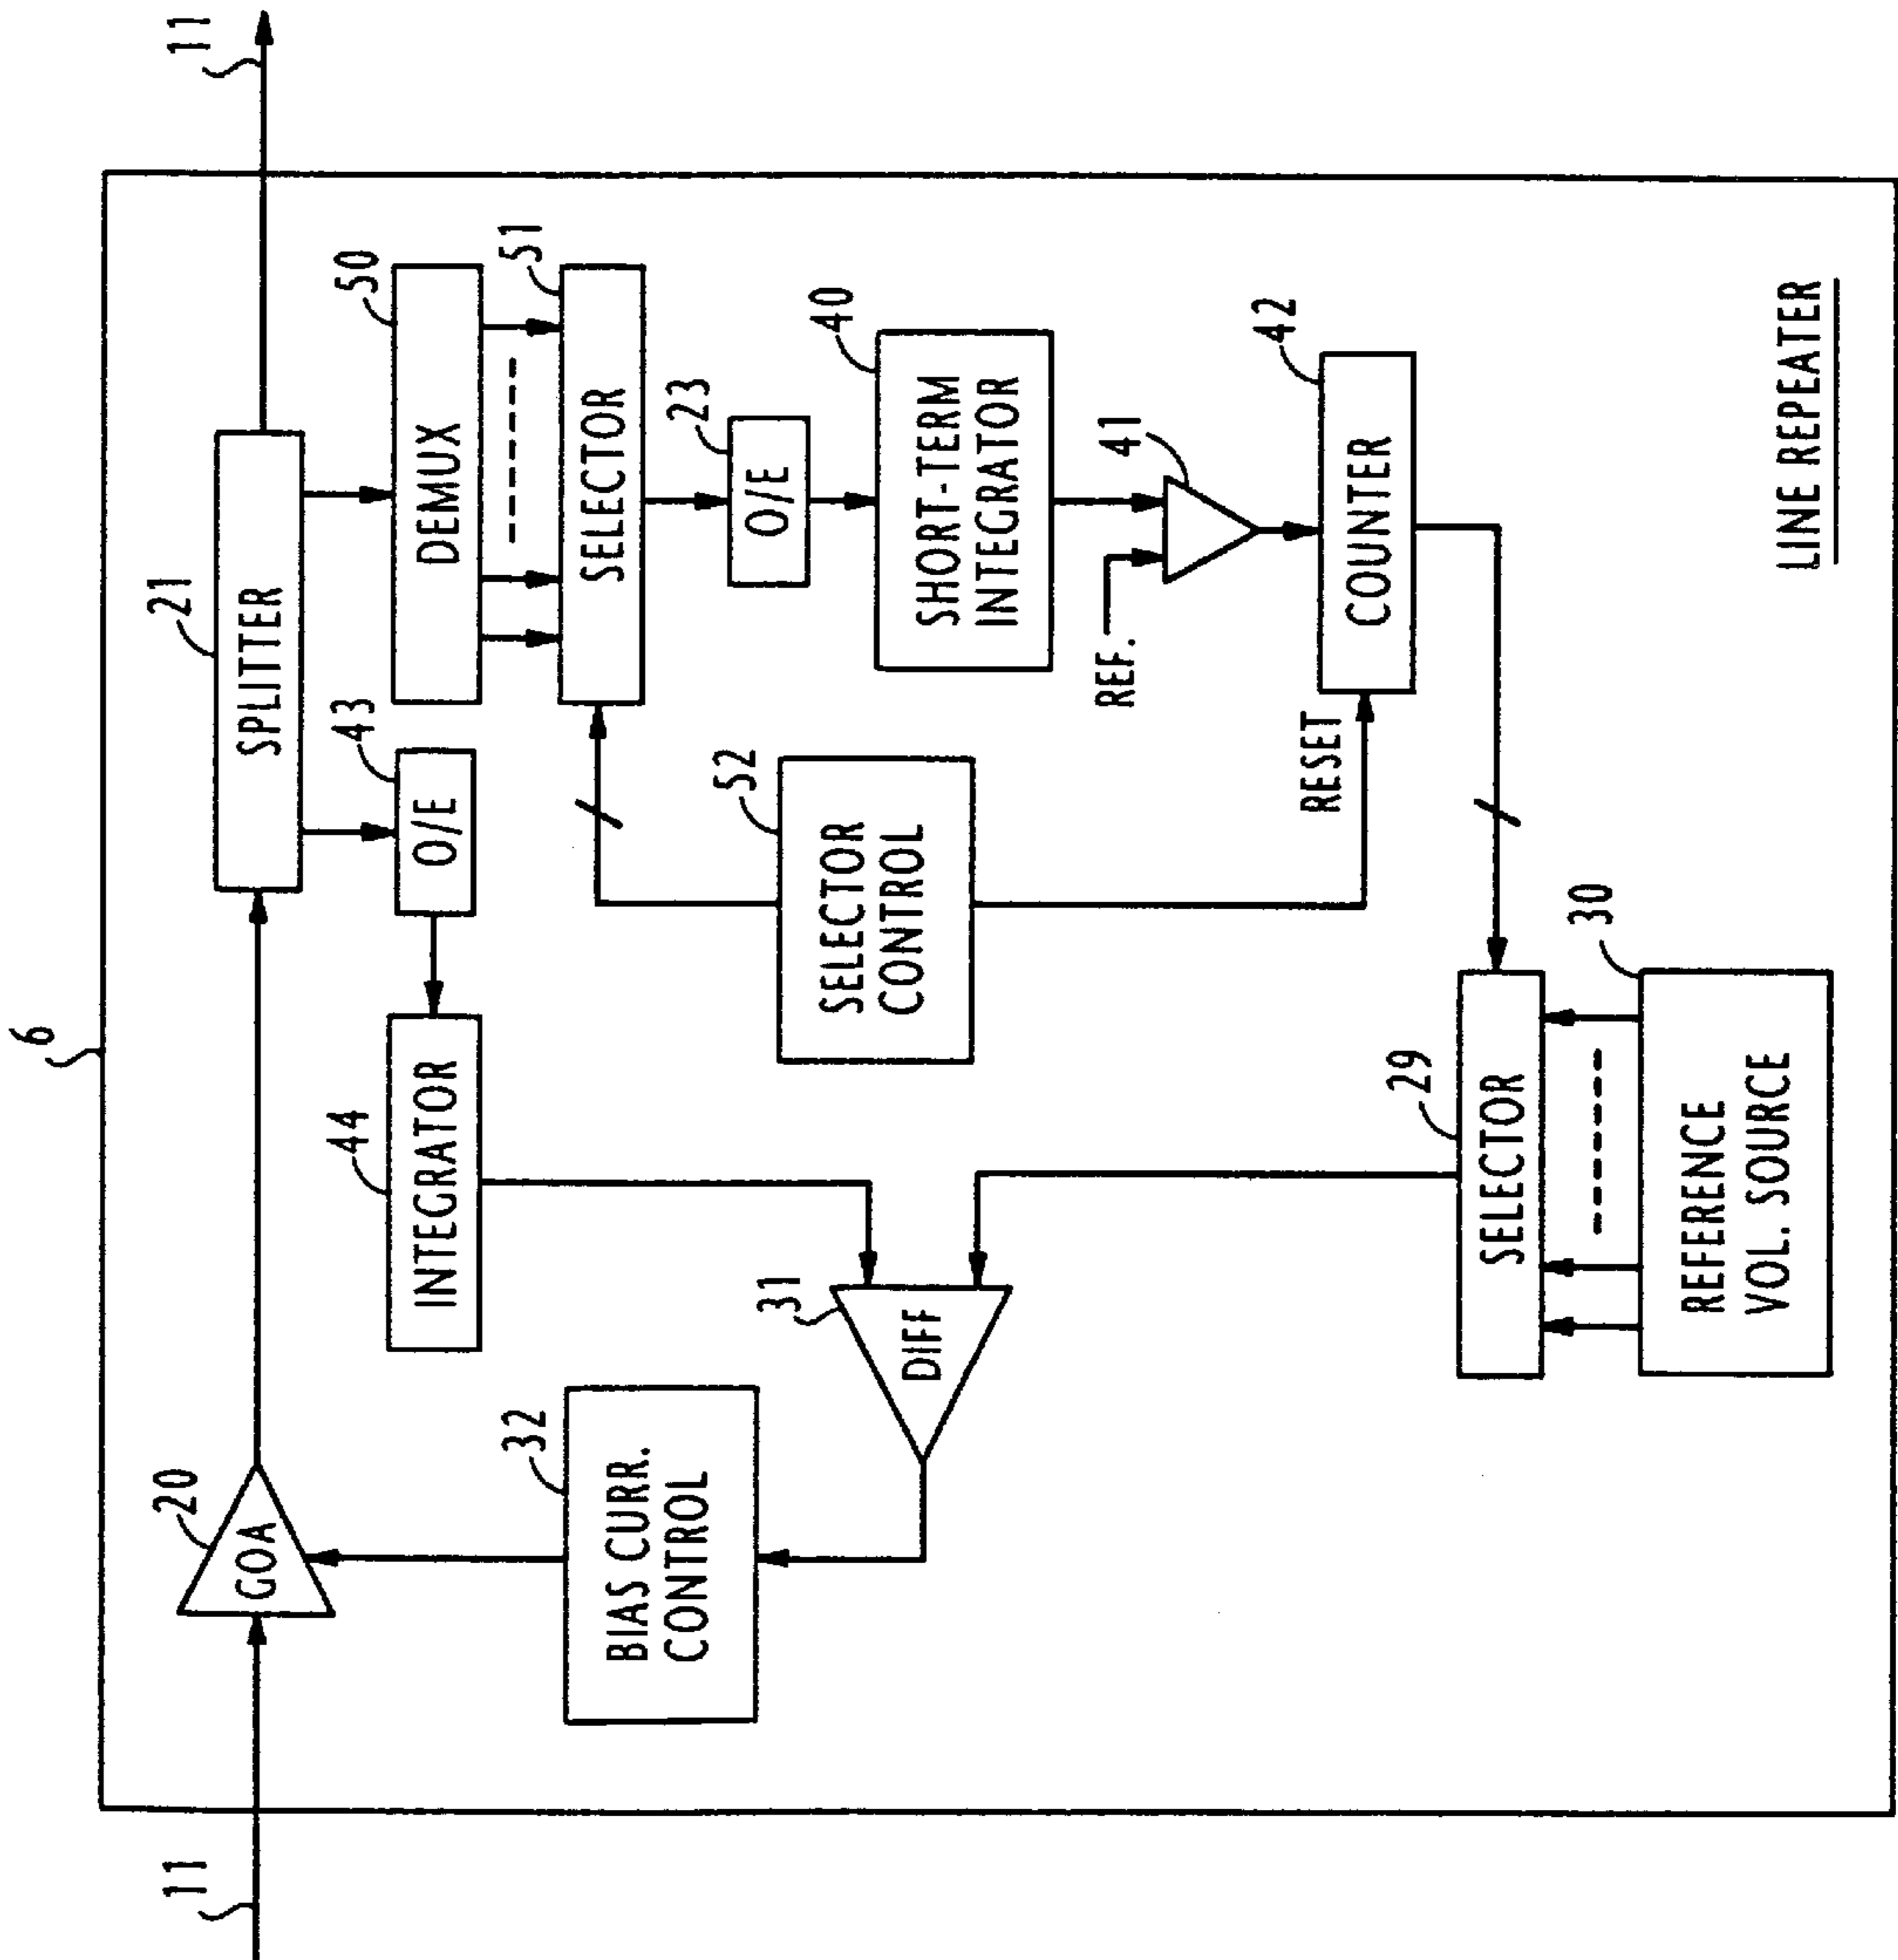 6
11
20
GOA
21
SPLITTER
11
43
O/E
50
DEMUX
44
INTEGRATOR
51
SELECTOR
32
BIAS CURR.
CONTROL
23
O/E
31
DIFF
52
SELECTOR
CONTROL
40
SHORT-TERM
INTEGRATOR
REF.
41
RESET
42
COUNTER
29
SELECTOR
30
REFERENCE
VOL. SOURCE
LINE REPEATER